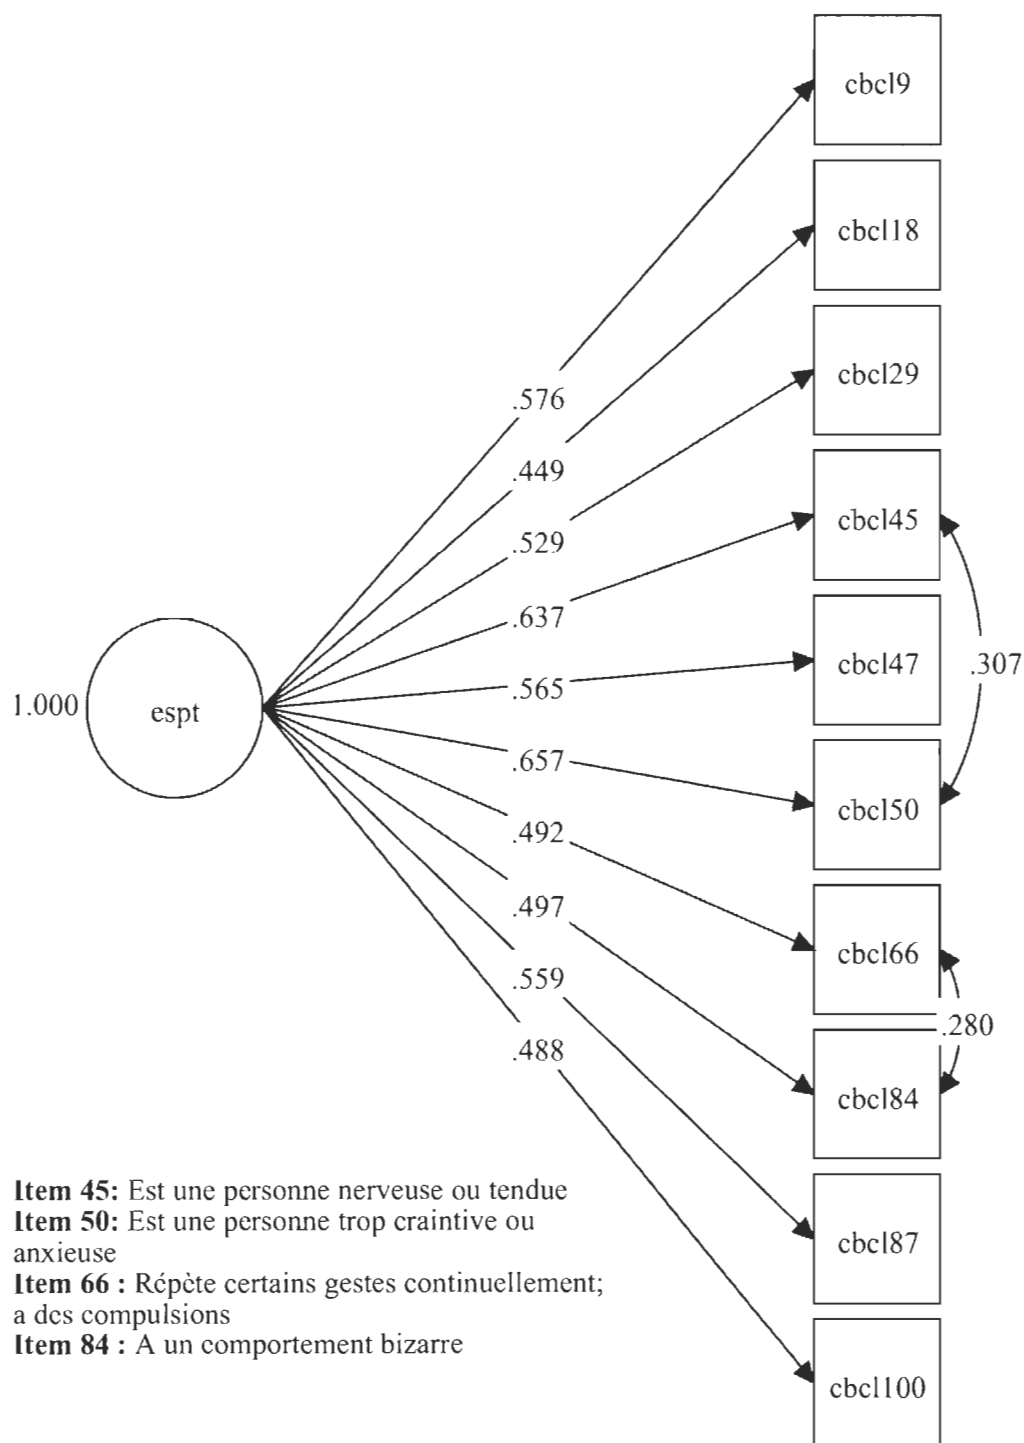 cbcl9
cbcl18
cbcl29
.576
.449
cbcl45
.529
.637
cbcl47
.307
.565
1.000
espt
.657
cbcl50
.492
.497
cbcl66
.559
.280
.488
cbcl84
Item 45: Est une personne nerveuse ou tendue
Item 50: Est une personne trop craintive ou
anxieuse
cbcl87
Item 66 : Répète certains gestes continuellement;
a des compulsions
Item 84 : A un comportement bizarre
cbcl100